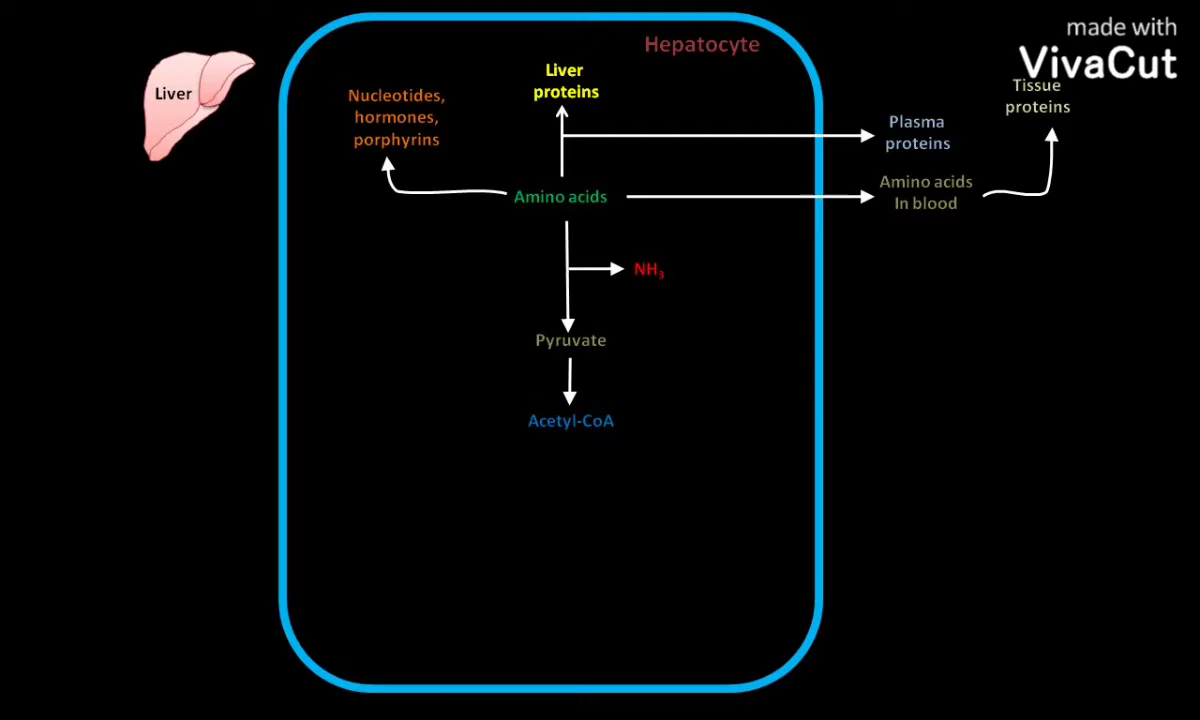 made with
VivaCut
Hepatocyte
Liver
Liver
proteins
Nucleotides,
hormones,
porphyrins
Tissue
proteins
Plasma
proteins
Amino acids
Amino acids
In blood
NH₃
Pyruvate
Acetyl-CoA